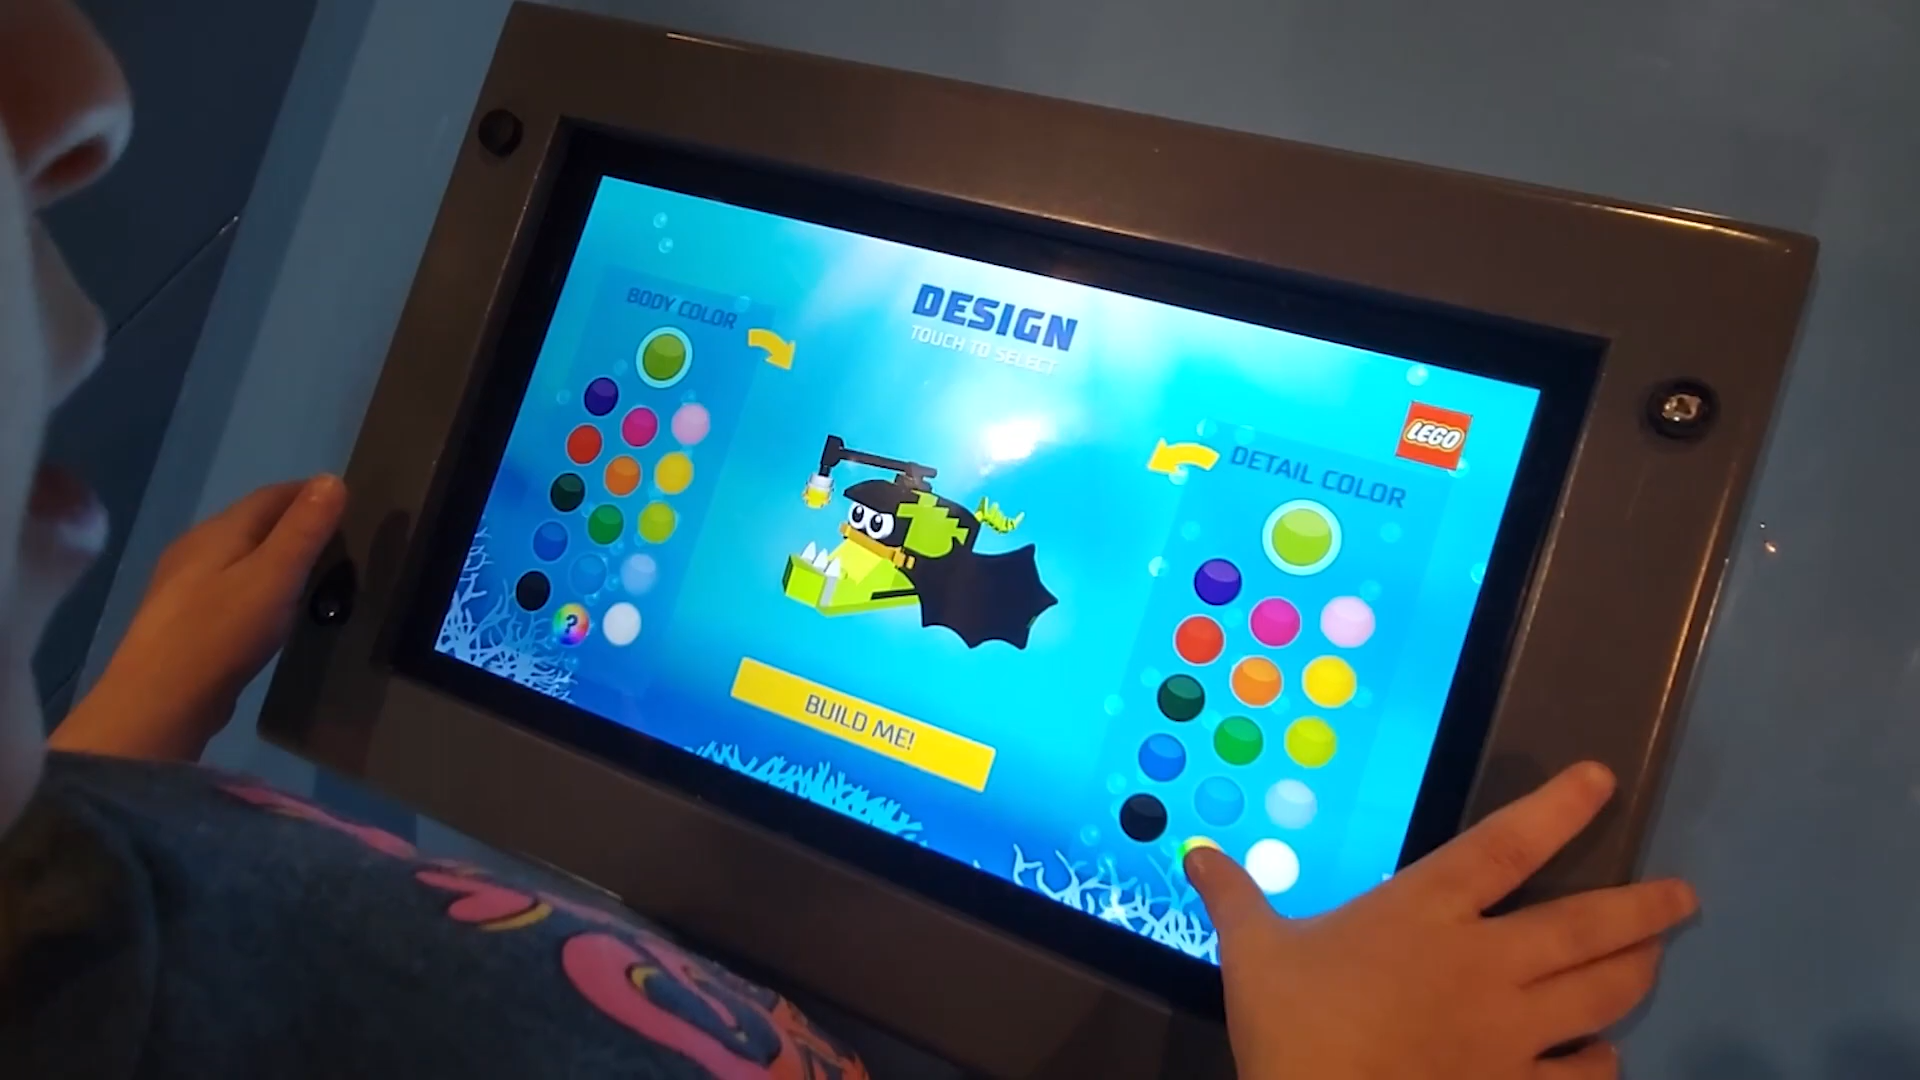 DESIGN
TOUCH TO SELECT
BODY COLOR
LEGO
DETAIL COLOR
?
BUILD ME!